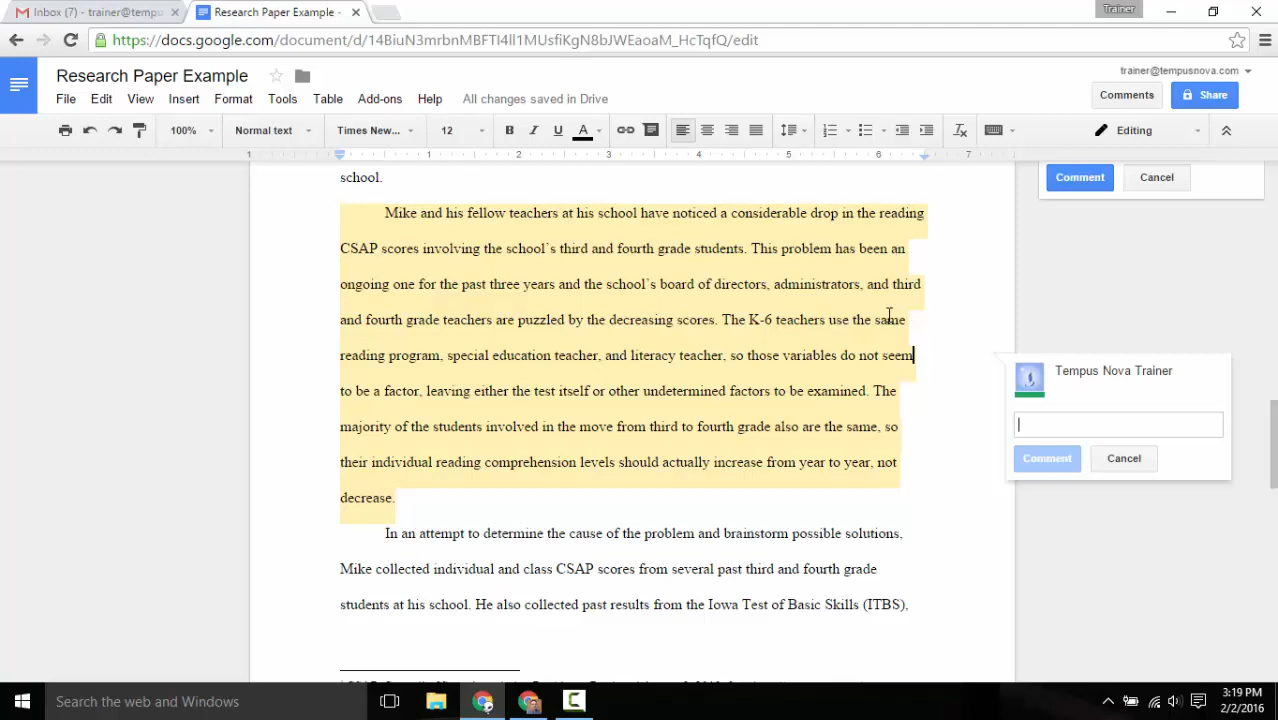 Inbox (7) - trainer@tempu
Research Paper Example -
Trainer
https://docs.google.com/document/d/14BiuN3mrbnMBFTI4ll1MUsfiKgN8bJWEaoaM_HcTqfQ/edit
Research Paper Example
trainer@tempusnova.com
File Edit View Insert Format Tools Table Add-ons Help All changes saved in Drive
Comments Share
100% Normal text Times New... 12 B I U A Editing
1 1 2 3 4 5 6 7
school.
Comment Cancel
Mike and his fellow teachers at his school have noticed a considerable drop in the reading
CSAP scores involving the school`s third and fourth grade students. This problem has been an
ongoing one for the past three years and the school`s board of directors, administrators, and third
and fourth grade teachers are puzzled by the decreasing scores. The K-6 teachers use the same
reading program, special education teacher, and literacy teacher, so those variables do not seem
to be a factor, leaving either the test itself or other undetermined factors to be examined. The
majority of the students involved in the move from third to fourth grade also are the same, so
their individual reading comprehension levels should actually increase from year to year, not
decrease.
Tempus Nova Trainer
Comment Cancel
In an attempt to determine the cause of the problem and brainstorm possible solutions,
Mike collected individual and class CSAP scores from several past third and fourth grade
students at his school. He also collected past results from the Iowa Test of Basic Skills (ITBS),
Search the web and Windows
3:19 PM
2/2/2016